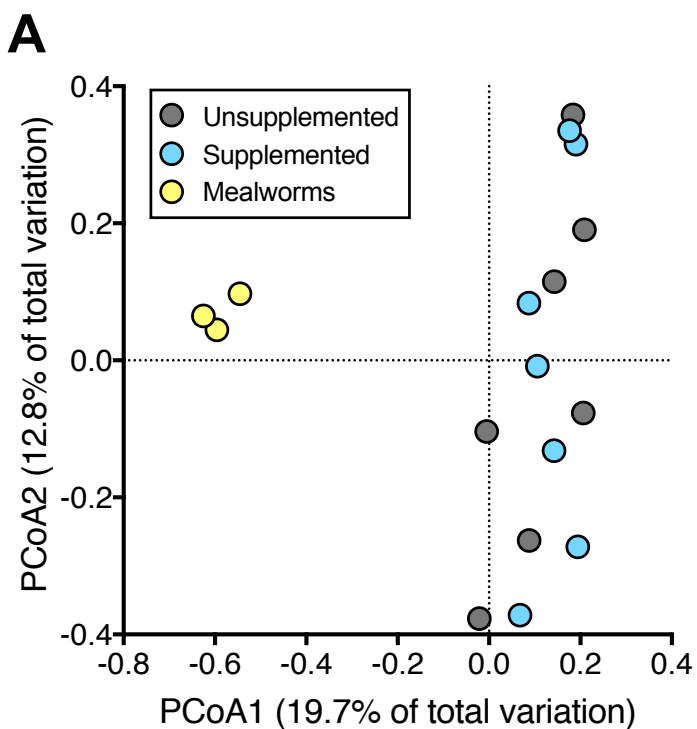 A
Unsupplemented
Supplemented
Mealworms
PCoA2 (12.8% of total variation)
0.4
0.2
0.0
-0.2
-0.4
-0.8 -0.6 -0.4 -0.2 0.0 0.2 0.4
PCoA1 (19.7% of total variation)